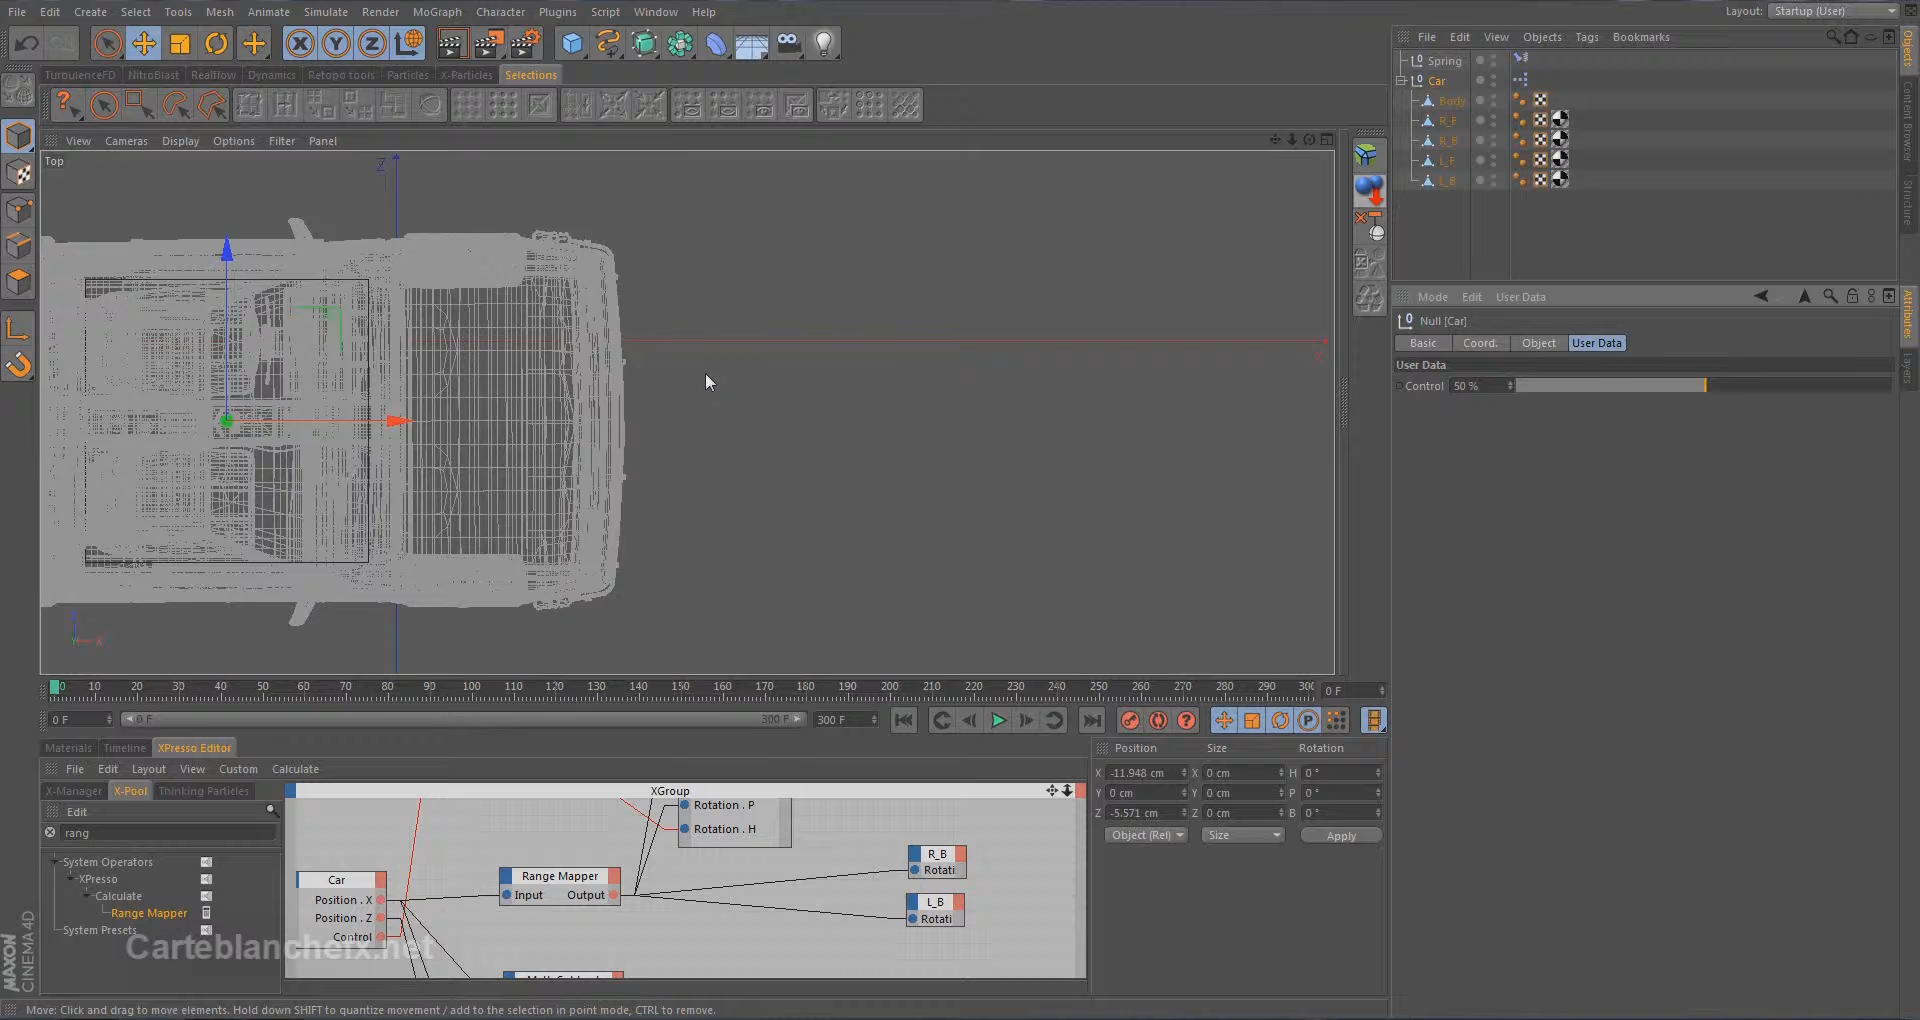 File Edit Create Select Tools Mesh Animate Simulate Render MoGraph Character Plugins Script Window Help Layout: Startup (User)
TurbulenceFD NitroBlast Realflow Dynamics Retopo tools Particles X-Particles Selections
View Cameras Display Options Filter Panel
Top
Z
X
Y
X
0 10 20 30 40 50 60 70 80 90 100 110 120 130 140 150 160 170 180 190 200 210 220 230 240 250 260 270 280 290 300 0 F
0 F 0 F 300 F 300 F
Materials Timeline XPresso Editor
File Edit Layout View Custom Calculate
X-Manager X-Pool Thinking Particles
Edit
rang
System Operators
XPresso
Calculate
Range Mapper
System Presets
XGroup
Rotation . P
Rotation . H
Car
Position . X
Position . Z
Control
Range Mapper
Input Output
R_B
Rotati
L_B
Rotati
Position Size Rotation
X -11.948 cm X 0 cm H 0 °
Y 0 cm Y 0 cm P 0 °
Z -5.571 cm Z 0 cm B 0 °
Object (Rel) Size Apply
File Edit View Objects Tags Bookmarks
Spring
Car
Body
R_F
R_B
L_F
L_B
Objects
Content Browser
Structure
Mode Edit User Data
Null [Car]
Basic Coord. Object User Data
User Data
Control 50 %
Attributes
Layers
MAXON
CINEMA 4D
Carteblanchefx.net
Move: Click and drag to move elements. Hold down SHIFT to quantize movement / add to the selection in point mode, CTRL to remove.